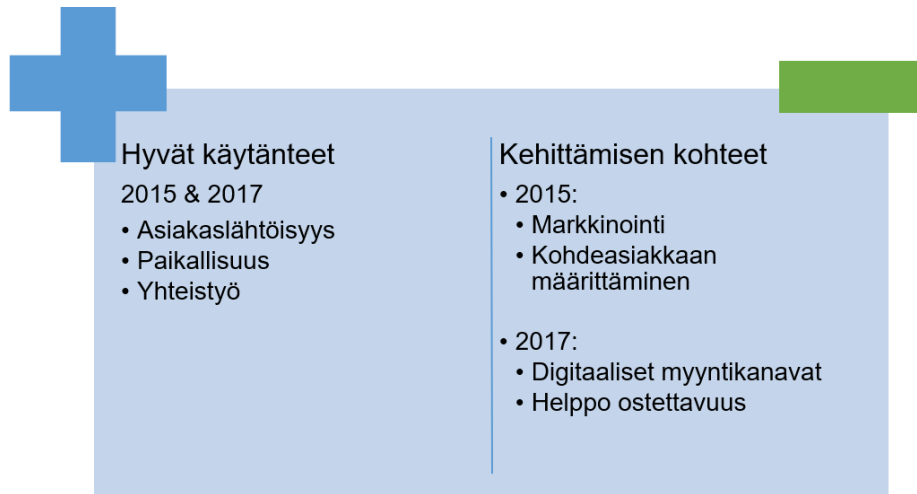 Hyvät käytänteet
2015 & 2017
• Asiakaslähtöisyys
• Paikallisuus
• Yhteistyö
Kehittämisen kohteet
• 2015:
• Markkinointi
• Kohdeasiakkaan
määrittäminen
• 2017:
• Digitaaliset myyntikanavat
• Helppo ostettavuus